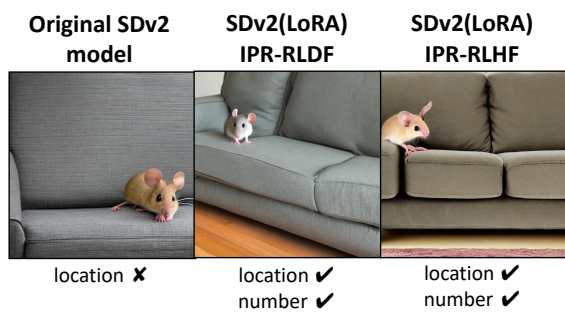 Original SDv2
model
SDv2(LoRA)
IPR-RLDF
SDv2(LoRA)
IPR-RLHF
location ✘
location ✔
number ✔
location ✔
number ✔